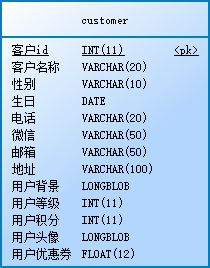 customer
客户id INT(11) <pk>
客户名称 VARCHAR(20)
性别 VARCHAR(10)
生日 DATE
电话 VARCHAR(20)
微信 VARCHAR(50)
邮箱 VARCHAR(50)
地址 VARCHAR(100)
用户背景 LONGBLOB
用户等级 INT(11)
用户积分 INT(11)
用户头像 LONGBLOB
用户优惠券 FLOAT(12)